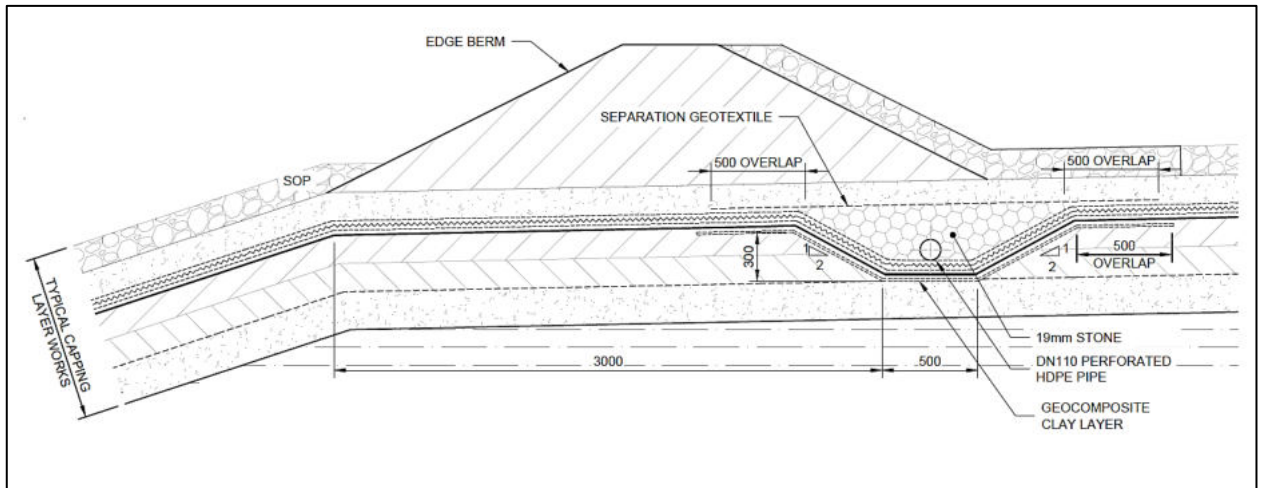 EDGE BERM
SEPARATION GEOTEXTILE
500 OVERLAP
500 OVERLAP
SOP
300
1
2
1
2
500
OVERLAP
TYPICAL CAPPING
LAYER WORKS
19mm STONE
3000
500
DN110 PERFORATED
HDPE PIPE
GEOCOMPOSITE
CLAY LAYER